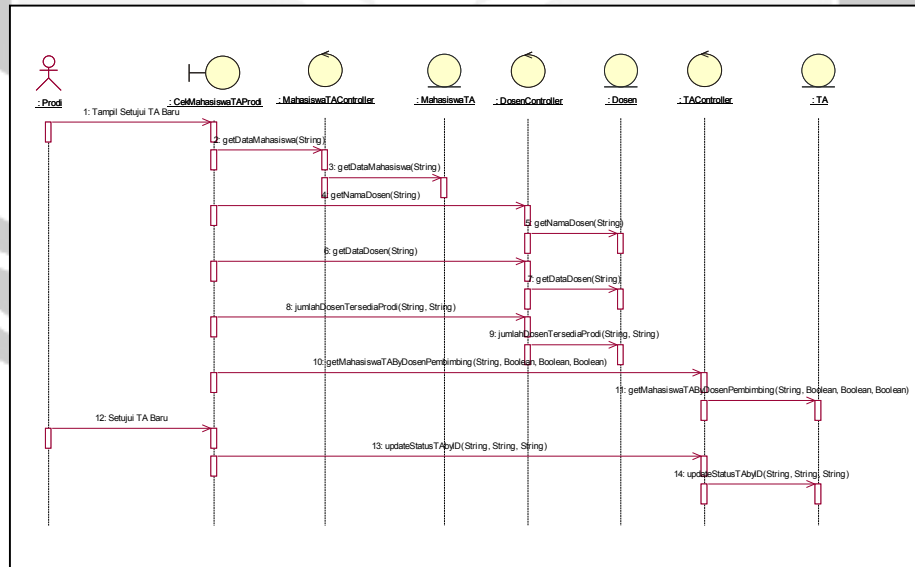 : Prodi
: CekMahasiswaTAProdi
: MahasiswaTAController
: MahasiswaTA
: DosenController
: Dosen
: TAController
: TA
1: Tampil Setujui TA Baru
2: getDataMahasiswa(String)
3: getDataMahasiswa(String)
4: getNamaDosen(String)
5: getNamaDosen(String)
6: getDataDosen(String)
7: getDataDosen(String)
8: jumlahDosenTersediaProdi(String, String)
9: jumlahDosenTersediaProdi(String, String)
10: getMahasiswaTAByDosenPembimbing(String, Boolean, Boolean, Boolean)
11: getMahasiswaTAByDosenPembimbing(String, Boolean, Boolean, Boolean)
12: Setujui TA Baru
13: updateStatusTAbyID(String, String, String)
14: updateStatusTAbyID(String, String, String)